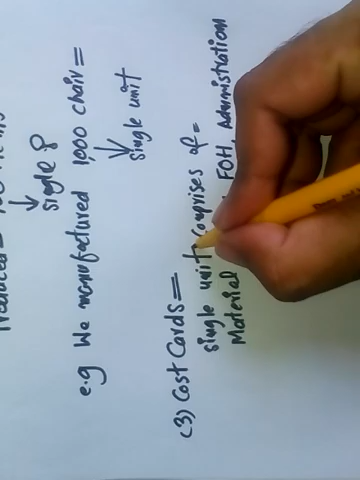 single
e.g We manufactured 1,000 chair =
single unit
(3) Cost Cards =
single unit comprises of =
Material FOH, Administration